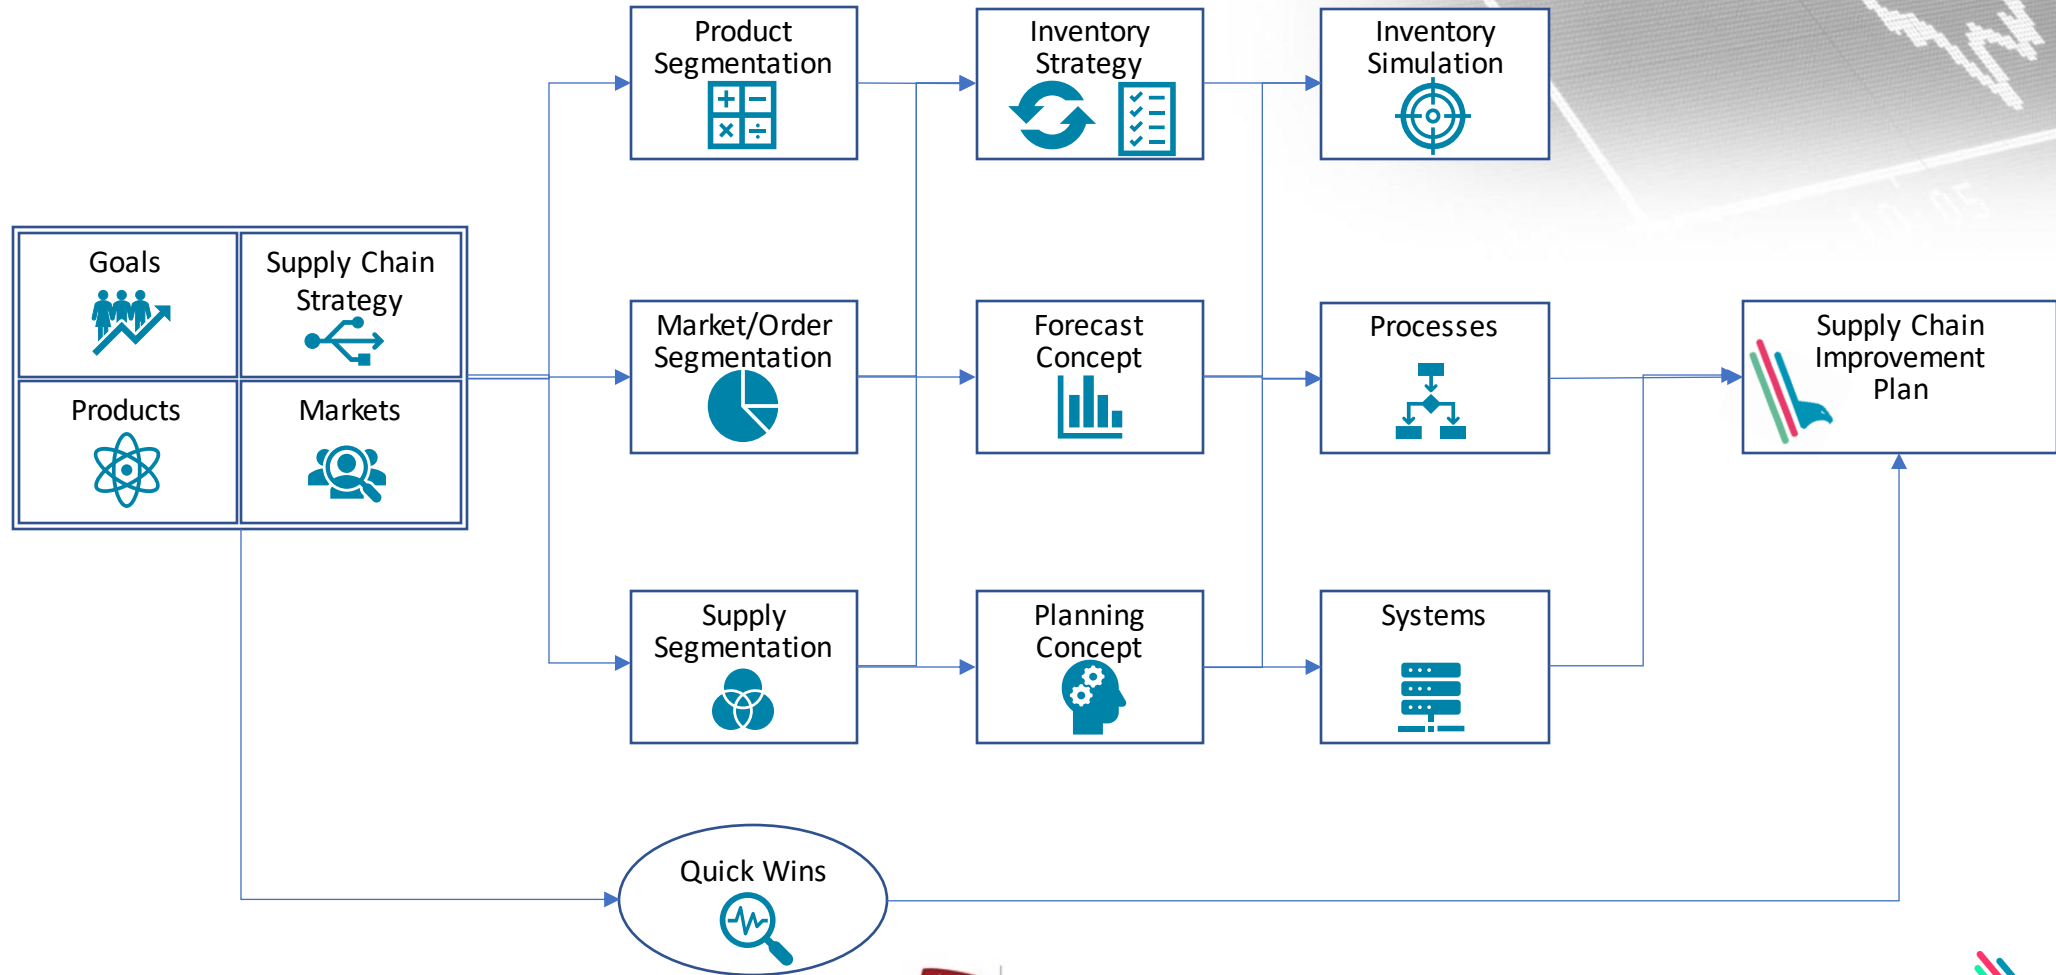 Product
Segmentation
Inventory
Strategy
Inventory
Simulation
Goals
Supply Chain
Strategy
Products
Markets
Market/Order
Segmentation
Forecast
Concept
Processes
Supply Chain
Improvement
Plan
Supply
Segmentation
Planning
Concept
Systems
Quick Wins